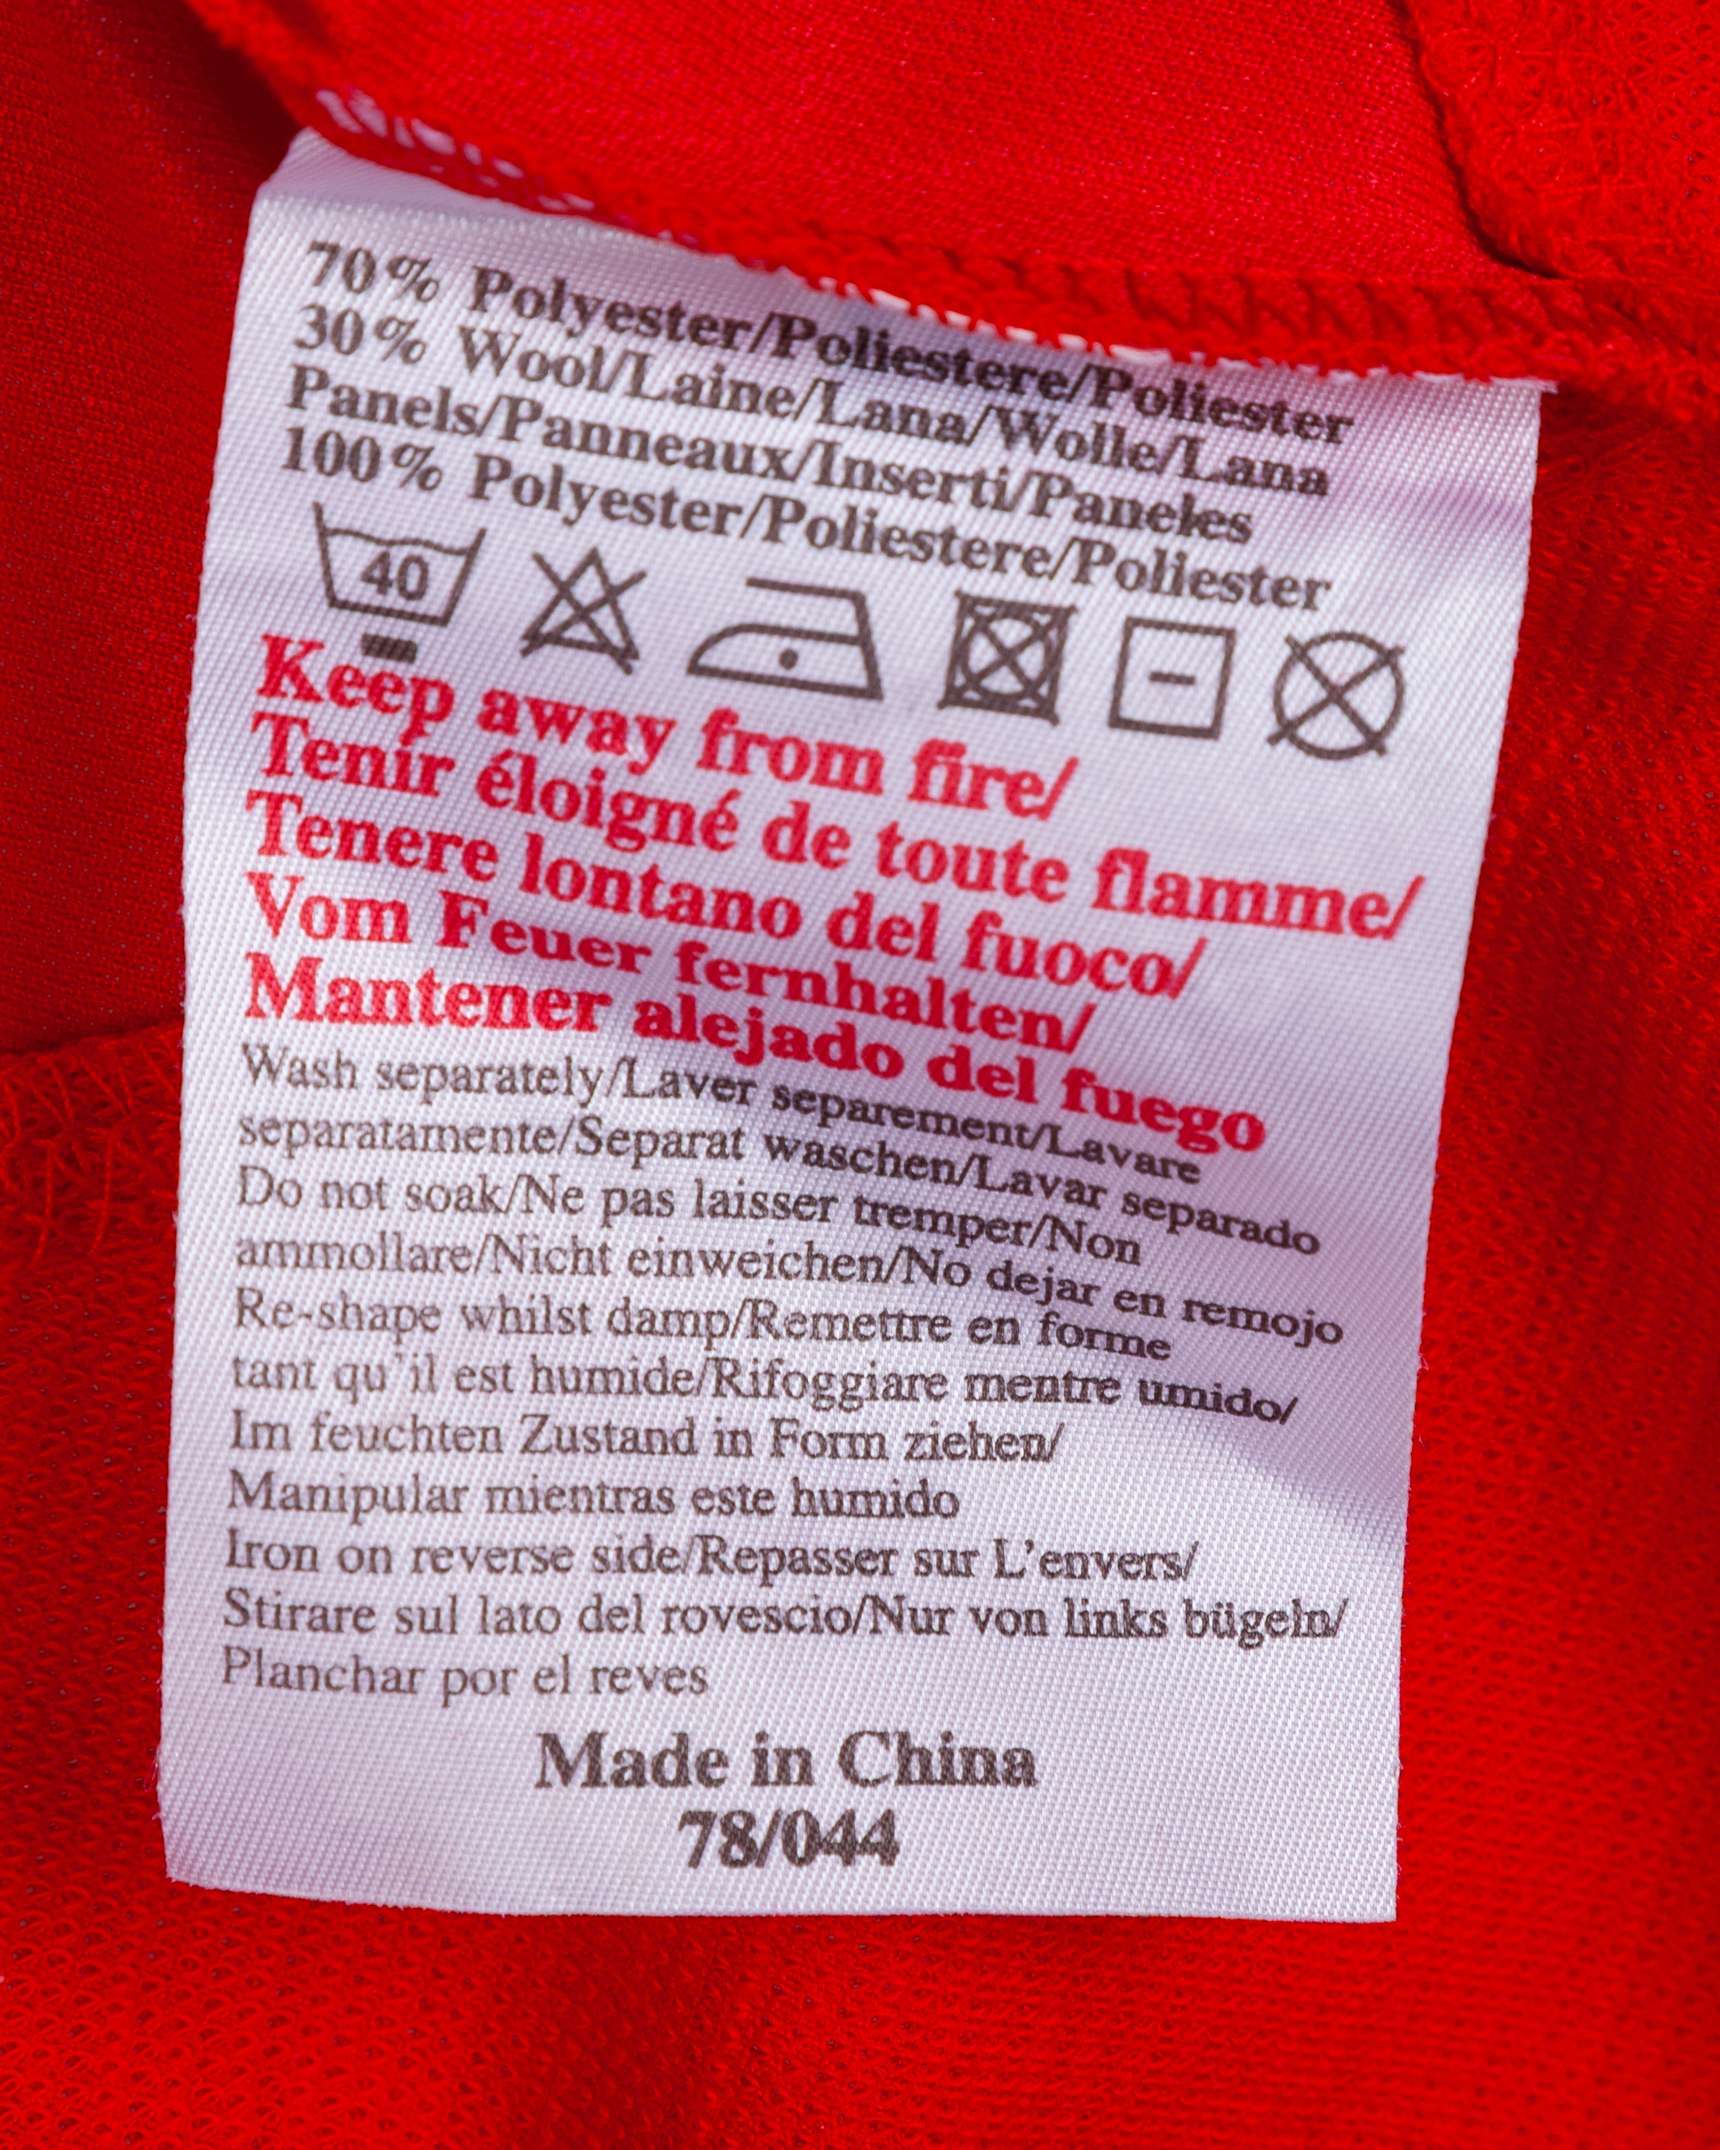 70% Polyester/Poliestere/Poliester
30% Wool/Laine/Lana/Wolle/Lana
Panels/Panneaux/Inserti/Paneles
100% Polyester/Poliestere/Poliester
40
Keep away from fire/
Tenir éloigné de toute flamme/
Tenere lontano del fuoco/
Vom Feuer fernhalten/
Mantener alejado del fuego
Wash separately/Laver separement/Lavare
separatamente/Separat waschen/Lavar separado
Do not soak/Ne pas laisser tremper/Non
ammollare/Nicht einweichen/No dejar en remojo
Re-shape whilst damp/Remettre en forme
tant qu'il est humide/Rifoggiare mentre umido/
Im feuchten Zustand in Form ziehen/
Manipular mientras este humido
Iron on reverse side/Repasser sur L'envers/
Stirare sul lato del rovescio/Nur von links bügeln/
Planchar por el reves
Made in China
78/044